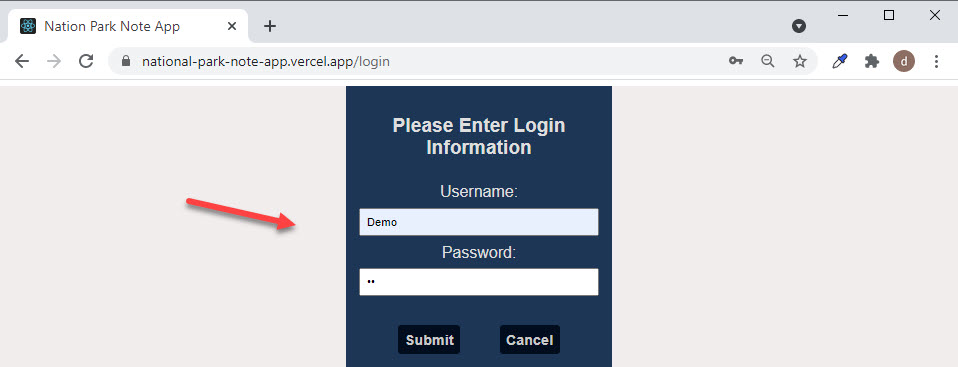 Nation Park Note App
national-park-note-app.vercel.app/login
d
Please Enter Login
Information
Username:
Demo
Password:
••
Submit Cancel